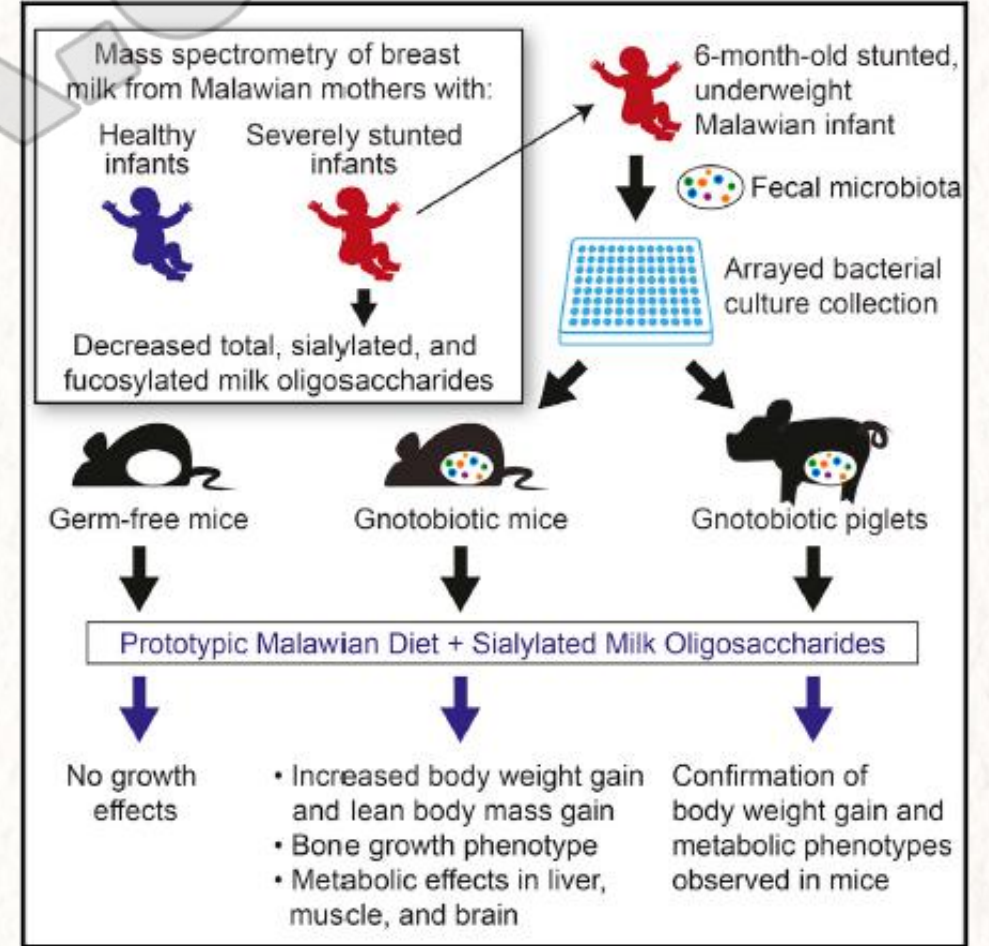 Mass spectrometry of breast
milk from Malawian mothers with:
Healthy
infants
Severely stunted
infants
Decreased total, sialylated, and
fucosylated milk oligosaccharides
6-month-old stunted,
underweight
Malawian infant
Fecal microbiota
Arrayed bacterial
culture collection
Germ-free mice
Gnotobiotic mice
Gnotobiotic piglets
Prototypic Malawian Diet + Sialylated Milk Oligosaccharides
No growth
effects
• Increased body weight gain
and lean body mass gain
• Bone growth phenotype
• Metabolic effects in liver,
muscle, and brain
Confirmation of
body weight gain and
metabolic phenotypes
observed in mice